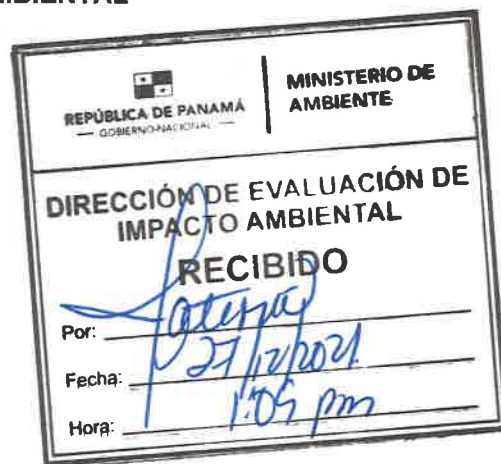 MBIENTAL
REPÚBLICA DE PANAMÁ
— GOBIERNO NACIONAL —
MINISTERIO DE
AMBIENTE
DIRECCIÓN DE EVALUACIÓN DE
IMPACTO AMBIENTAL
RECIBIDO
Por:
Fecha: 27/12/2021
Hora: 1:05 pm